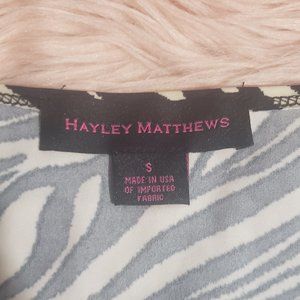 HAYLEY MATTHEWS
S
MADE IN USA
OF IMPORTED
FABRIC